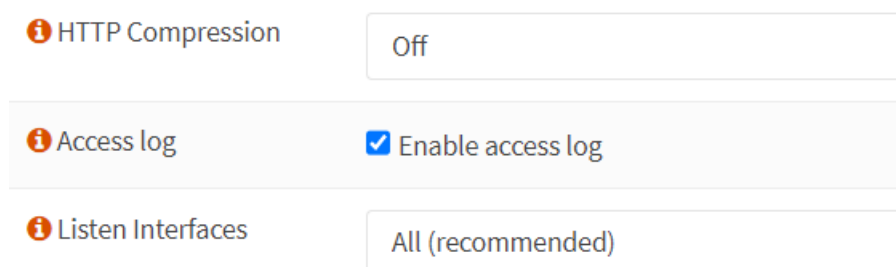 HTTP Compression
Off
Access log
Enable access log
Listen Interfaces
All (recommended)